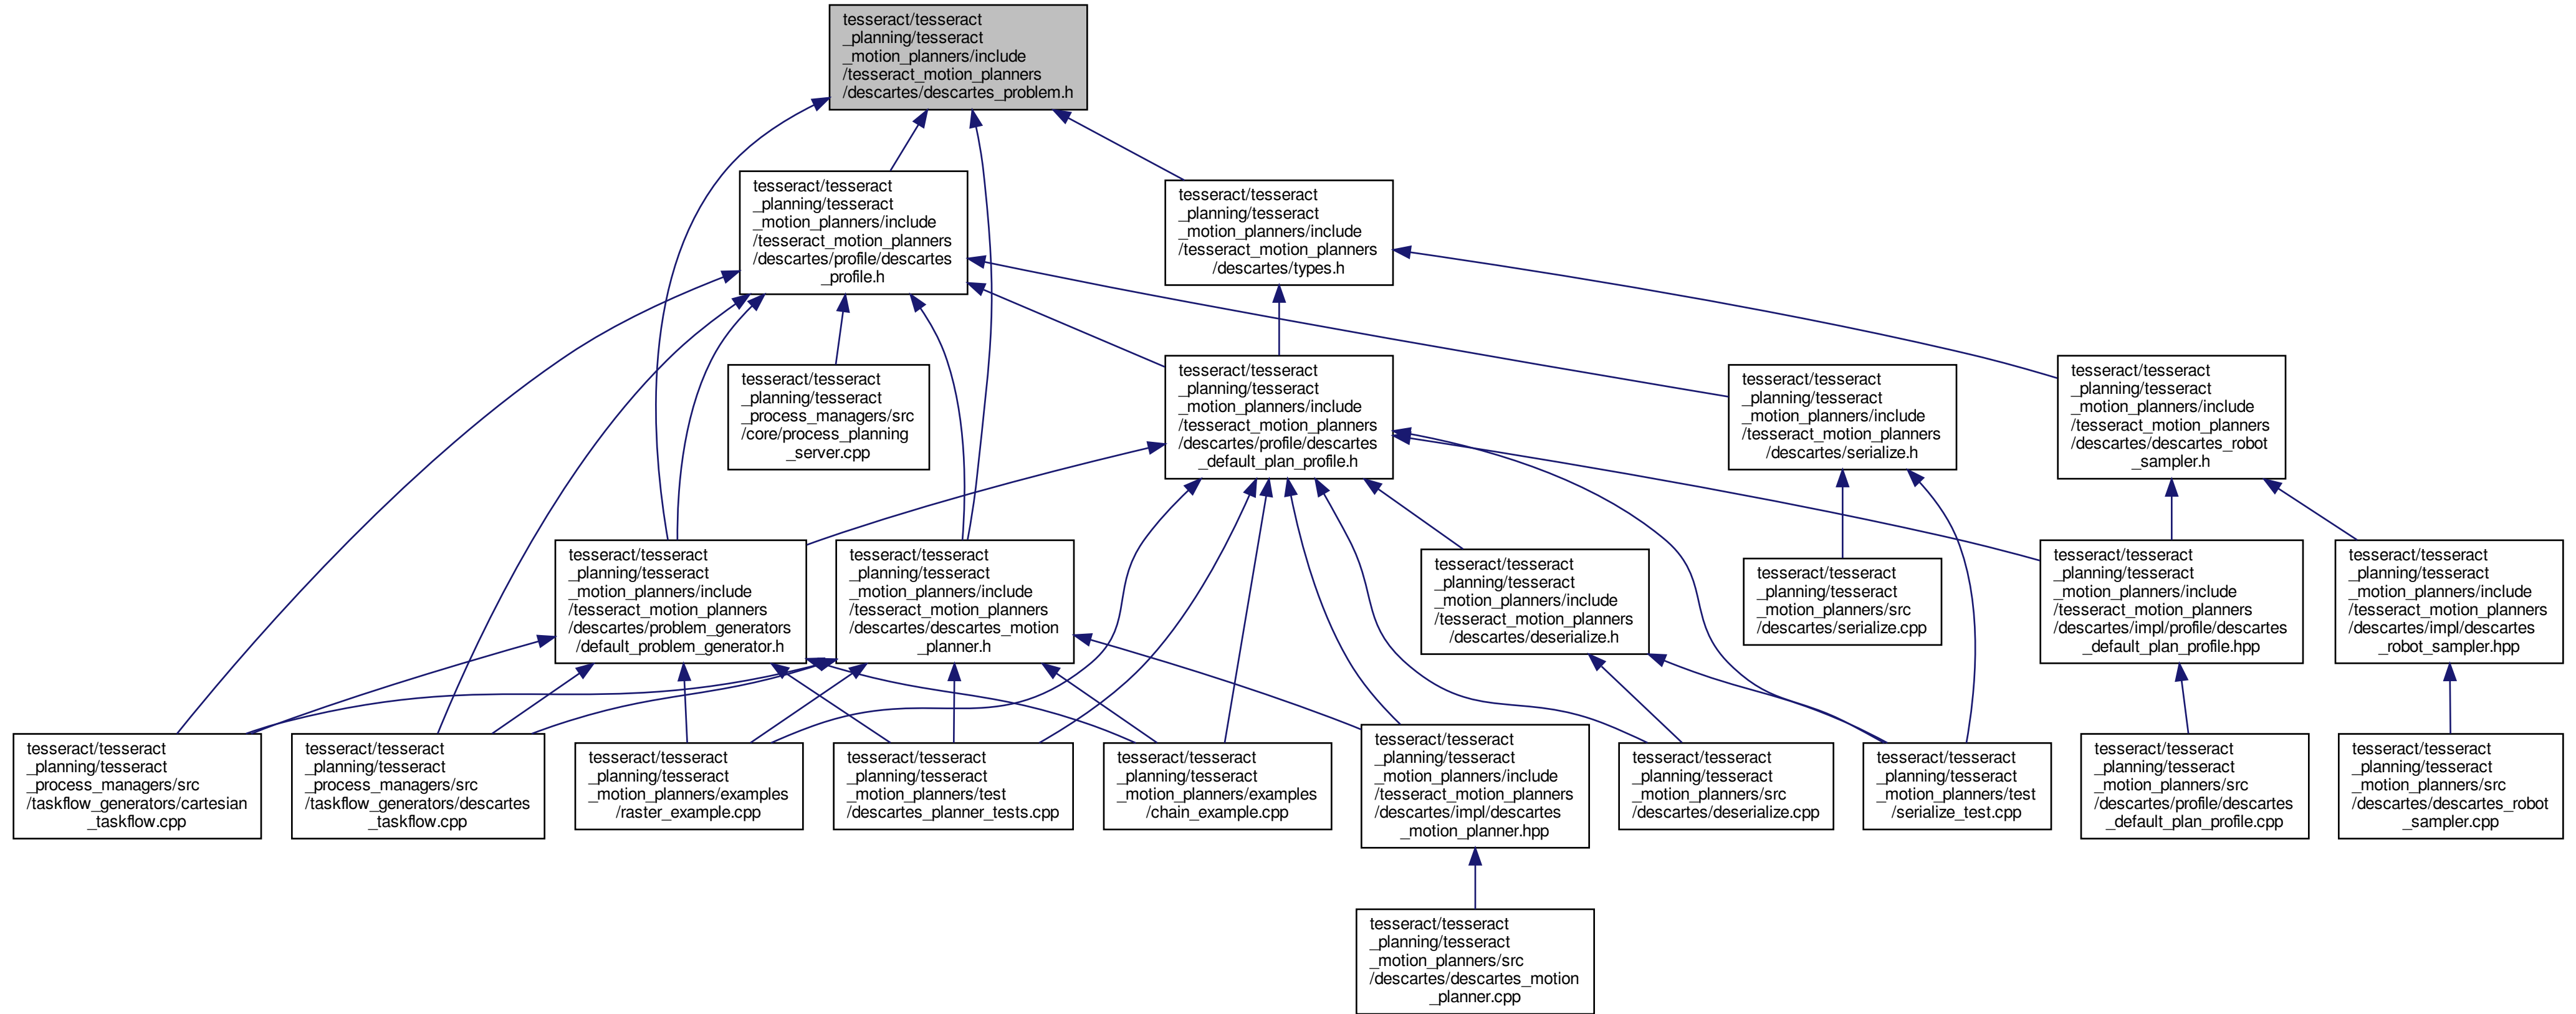 tesseract/tesseract
_planning/tesseract
_motion_planners/include
/tesseract_motion_planners
/descartes/descartes_problem.h
tesseract/tesseract
_planning/tesseract
_motion_planners/include
/tesseract_motion_planners
/descartes/profile/descartes
_profile.h
tesseract/tesseract
_planning/tesseract
_motion_planners/include
/tesseract_motion_planners
/descartes/types.h
tesseract/tesseract
_planning/tesseract
_process_managers/src
/core/process_planning
_server.cpp
tesseract/tesseract
_planning/tesseract
_motion_planners/include
/tesseract_motion_planners
/descartes/profile/descartes
_default_plan_profile.h
tesseract/tesseract
_planning/tesseract
_motion_planners/include
/tesseract_motion_planners
/descartes/serialize.h
tesseract/tesseract
_planning/tesseract
_motion_planners/include
/tesseract_motion_planners
/descartes/descartes_robot
_sampler.h
tesseract/tesseract
_planning/tesseract
_motion_planners/include
/tesseract_motion_planners
/descartes/problem_generators
/default_problem_generator.h
tesseract/tesseract
_planning/tesseract
_motion_planners/include
/tesseract_motion_planners
/descartes/descartes_motion
_planner.h
tesseract/tesseract
_planning/tesseract
_motion_planners/include
/tesseract_motion_planners
/descartes/deserialize.h
tesseract/tesseract
_planning/tesseract
_motion_planners/src
/descartes/serialize.cpp
tesseract/tesseract
_planning/tesseract
_motion_planners/include
/tesseract_motion_planners
/descartes/impl/profile/descartes
_default_plan_profile.hpp
tesseract/tesseract
_planning/tesseract
_motion_planners/include
/tesseract_motion_planners
/descartes/impl/descartes
_robot_sampler.hpp
tesseract/tesseract
_planning/tesseract
_process_managers/src
/taskflow_generators/cartesian
_taskflow.cpp
tesseract/tesseract
_planning/tesseract
_process_managers/src
/taskflow_generators/descartes
_taskflow.cpp
tesseract/tesseract
_planning/tesseract
_motion_planners/examples
/raster_example.cpp
tesseract/tesseract
_planning/tesseract
_motion_planners/test
/descartes_planner_tests.cpp
tesseract/tesseract
_planning/tesseract
_motion_planners/examples
/chain_example.cpp
tesseract/tesseract
_planning/tesseract
_motion_planners/include
/tesseract_motion_planners
/descartes/impl/descartes
_motion_planner.hpp
tesseract/tesseract
_planning/tesseract
_motion_planners/src
/descartes/deserialize.cpp
tesseract/tesseract
_planning/tesseract
_motion_planners/test
/serialize_test.cpp
tesseract/tesseract
_planning/tesseract
_motion_planners/src
/descartes/profile/descartes
_default_plan_profile.cpp
tesseract/tesseract
_planning/tesseract
_motion_planners/src
/descartes/descartes_robot
_sampler.cpp
tesseract/tesseract
_planning/tesseract
_motion_planners/src
/descartes/descartes_motion
_planner.cpp